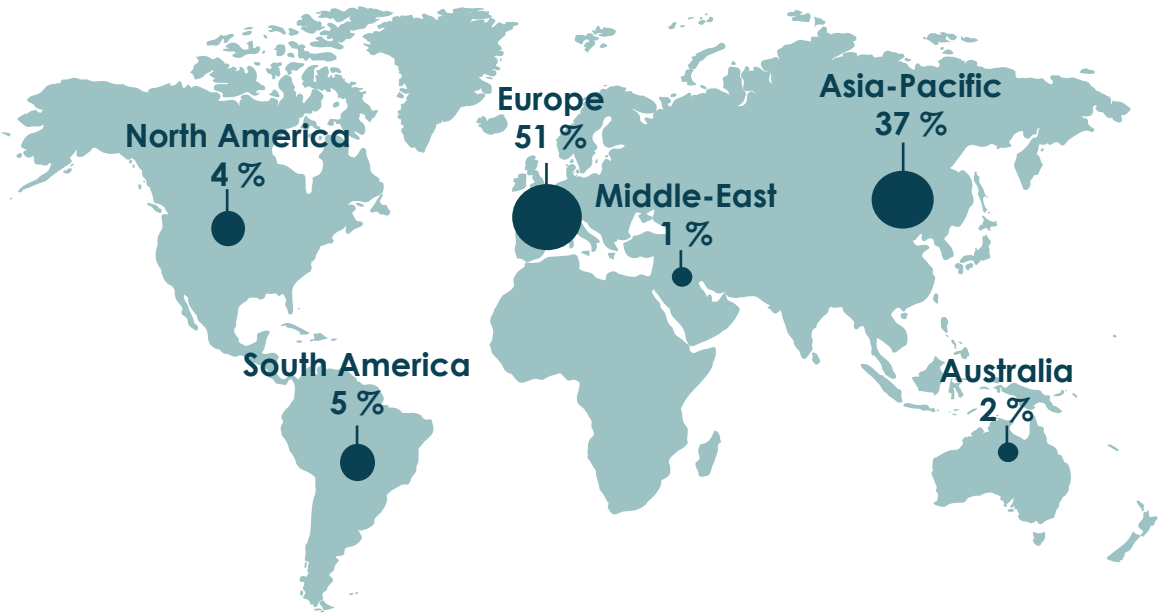 North America
4 %
Europe
51 %
Middle-East
1 %
Asia-Pacific
37 %
South America
5 %
Australia
2 %